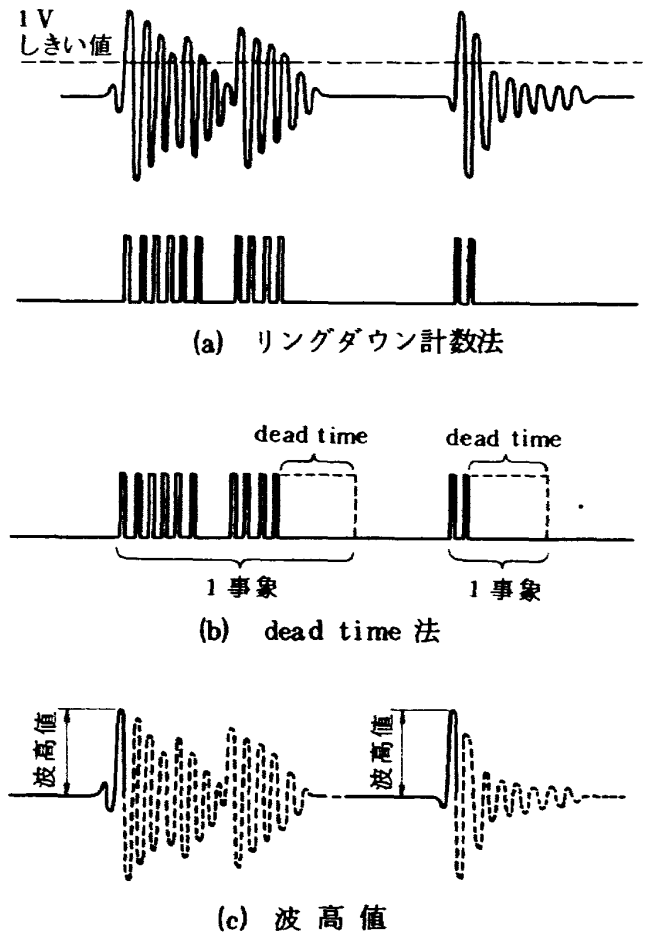 1 V
しきい値
(a) リングダウン計数法
dead time
dead time
1 事象
1 事象
(b) dead time 法
波高値
波高値
(c) 波 高 値